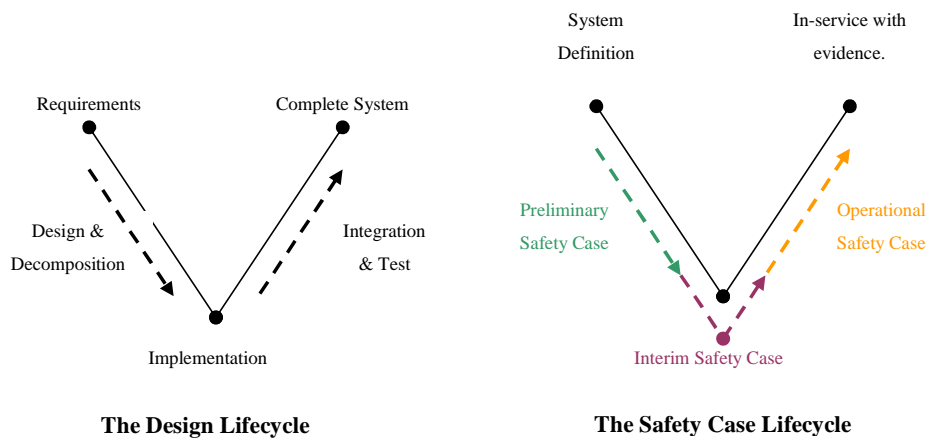 Requirements
Complete System
Design &
Decomposition
Integration
& Test
Implementation
The Design Lifecycle
System
Definition
In-service with
evidence.
Preliminary
Safety Case
Operational
Safety Case
Interim Safety Case
The Safety Case Lifecycle